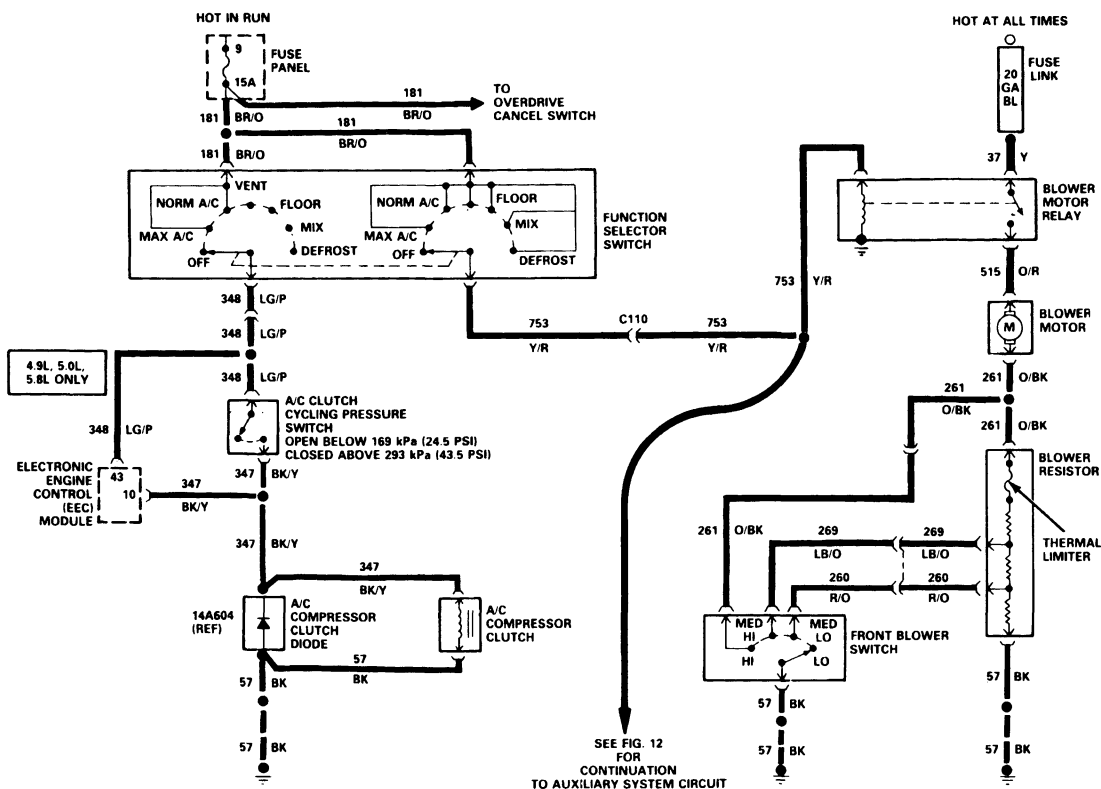 HOT IN RUN
9
FUSE
PANEL
15A
181
BR/O
TO
OVERDRIVE
CANCEL SWITCH
181 BR/O
181
BR/O
181 BR/O
HOT AT ALL TIMES
20
GA
BL
FUSE
LINK
37 Y
BLOWER
MOTOR
RELAY
VENT
NORM A/C
FLOOR
MIX
MAX A/C
OFF
DEFROST
NORM A/C
FLOOR
MIX
MAX A/C
OFF
DEFROST
FUNCTION
SELECTOR
SWITCH
753 Y/R
515 O/R
348 LG/P
348 LG/P
348 LG/P
753
Y/R
C110
753
Y/R
M
BLOWER
MOTOR
4.9L, 5.0L,
5.8L ONLY
348 LG/P
A/C CLUTCH
CYCLING PRESSURE
SWITCH
OPEN BELOW 169 kPa (24.5 PSI)
CLOSED ABOVE 293 kPa (43.5 PSI)
261 O/BK
261
O/BK
261 O/BK
ELECTRONIC
ENGINE
CONTROL
(EEC)
MODULE
43
10
347
BK/Y
347 BK/Y
347 BK/Y
BLOWER
RESISTOR
THERMAL
LIMITER
261 O/BK
269
LB/O
269
LB/O
260
R/O
260
R/O
347
BK/Y
14A604
(REF)
A/C
COMPRESSOR
CLUTCH
DIODE
A/C
COMPRESSOR
CLUTCH
57
BK
57 BK
57 BK
MED
HI
MED
LO
HI
LO
FRONT BLOWER
SWITCH
57 BK
57 BK
57 BK
57 BK
SEE FIG. 12
FOR
CONTINUATION
TO AUXILIARY SYSTEM CIRCUIT